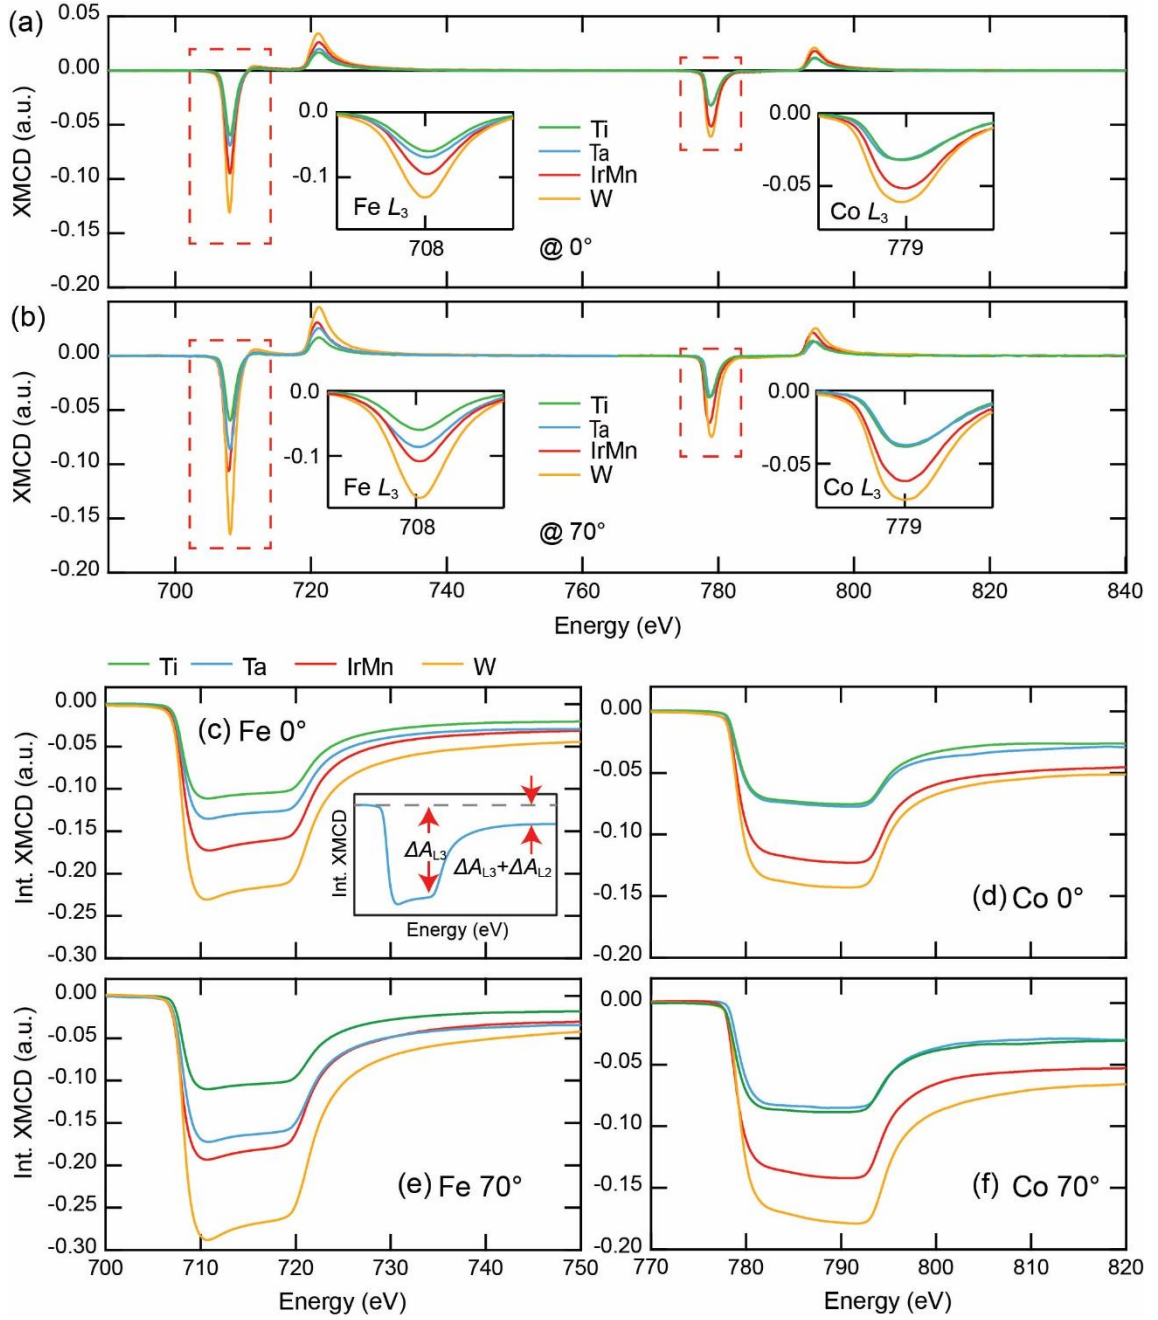 (a)
XMCD (a.u.)
0.05
0.00
-0.05
-0.10
-0.15
-0.20
0.0
-0.1
Fe L3
708
Ti
Ta
IrMn
W
@ 0°
0.00
-0.05
Co L3
779
700 720 740 760 780 800 820 840
(b)
XMCD (a.u.)
0.00
-0.05
-0.10
-0.15
-0.20
0.0
-0.1
Fe L3
708
Ti
Ta
IrMn
W
@ 70°
0.00
-0.05
Co L3
779
700 720 740 760 780 800 820 840
Energy (eV)
Ti Ta IrMn W
(c) Fe 0°
Int. XMCD (a.u.)
0.00
-0.05
-0.10
-0.15
-0.20
-0.25
-0.30
Int. XMCD
ΔAL3
ΔAL3+ΔAL2
Energy (eV)
0.00
-0.05
-0.10
-0.15
-0.20
(d) Co 0°
Int. XMCD (a.u.)
0.00
-0.05
-0.10
-0.15
-0.20
-0.25
-0.30
(e) Fe 70°
700 710 720 730 740 750
Energy (eV)
0.00
-0.05
-0.10
-0.15
-0.20
(f) Co 70°
770 780 790 800 810 820
Energy (eV)